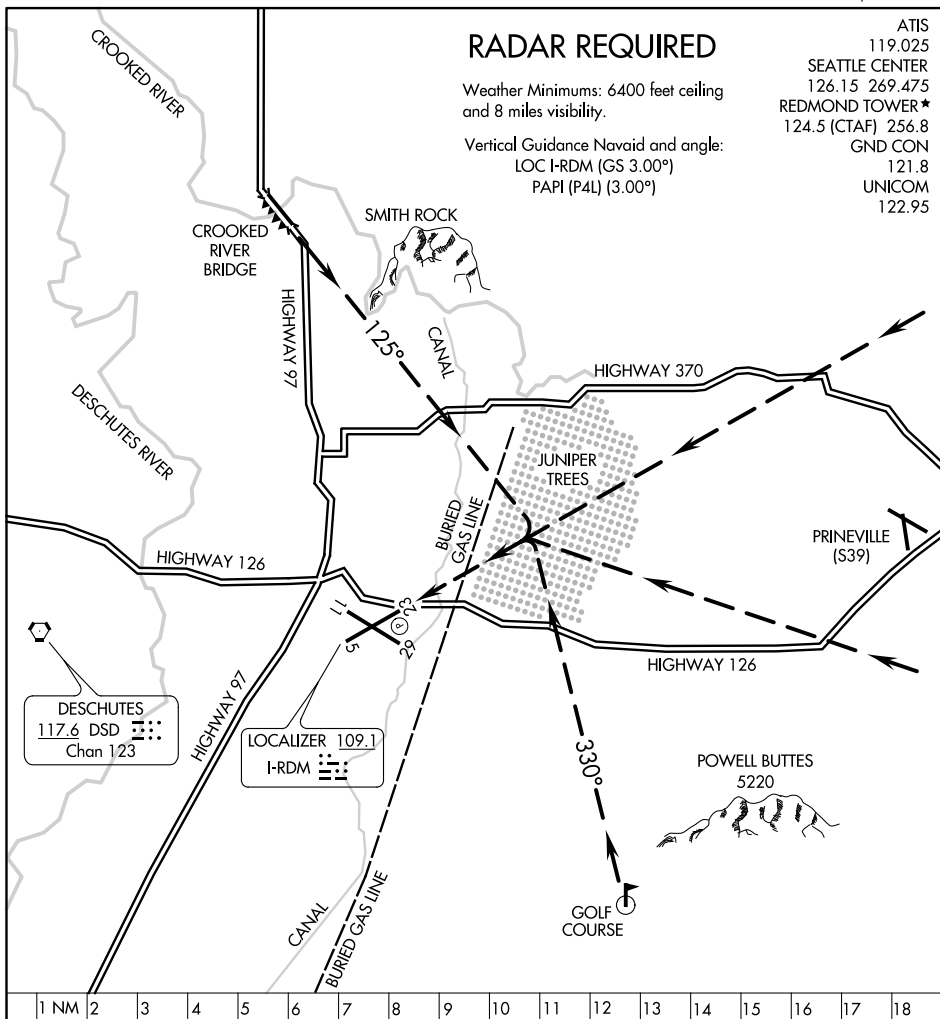 RADAR REQUIRED
Weather Minimums: 6400 feet ceiling
and 8 miles visibility.
Vertical Guidance Navaid and angle:
LOC I-RDM (GS 3.00°)
PAPI (P4L) (3.00°)
ATIS
119.025
SEATTLE CENTER
126.15 269.475
REDMOND TOWER★
124.5 (CTAF) 256.8
GND CON
121.8
UNICOM
122.95
CROOKED RIVER
CROOKED
RIVER
BRIDGE
SMITH ROCK
HIGHWAY 97
125°
CANAL
HIGHWAY 370
DESCHUTES RIVER
JUNIPER
TREES
BURIED
GAS LINE
PRINEVILLE
(S39)
HIGHWAY 126
11
23
P
5
29
HIGHWAY 126
DESCHUTES
117.6 DSD
Chan 123
HIGHWAY 97
LOCALIZER 109.1
I-RDM
330°
POWELL BUTTES
5220
GOLF
COURSE
CANAL
BURIED GAS LINE
1 NM 2 3 4 5 6 7 8 9 10 11 12 13 14 15 16 17 18